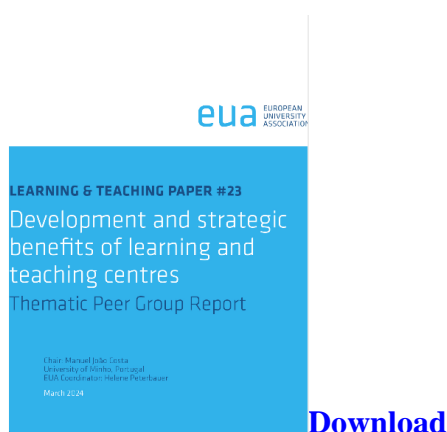 eua EUROPEAN
UNIVERSITY
ASSOCIATION
LEARNING & TEACHING PAPER #23
Development and strategic
benefits of learning and
teaching centres
Thematic Peer Group Report
Chair: Manuel João Costa
University of Minho, Portugal
EUA Coordinator: Helene Peterbauer
March 2024
Download